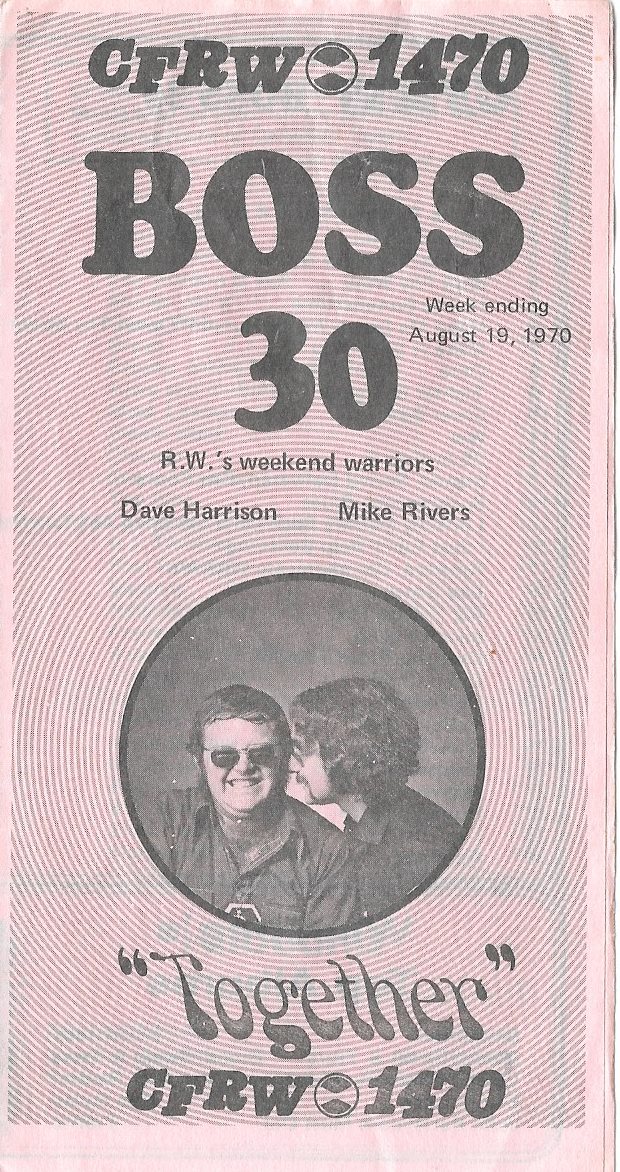 CFRW 1470
BOSS
30
Week ending
August 19, 1970
R.W.'s weekend warriors
Dave Harrison Mike Rivers
"Together"
CFRW 1470